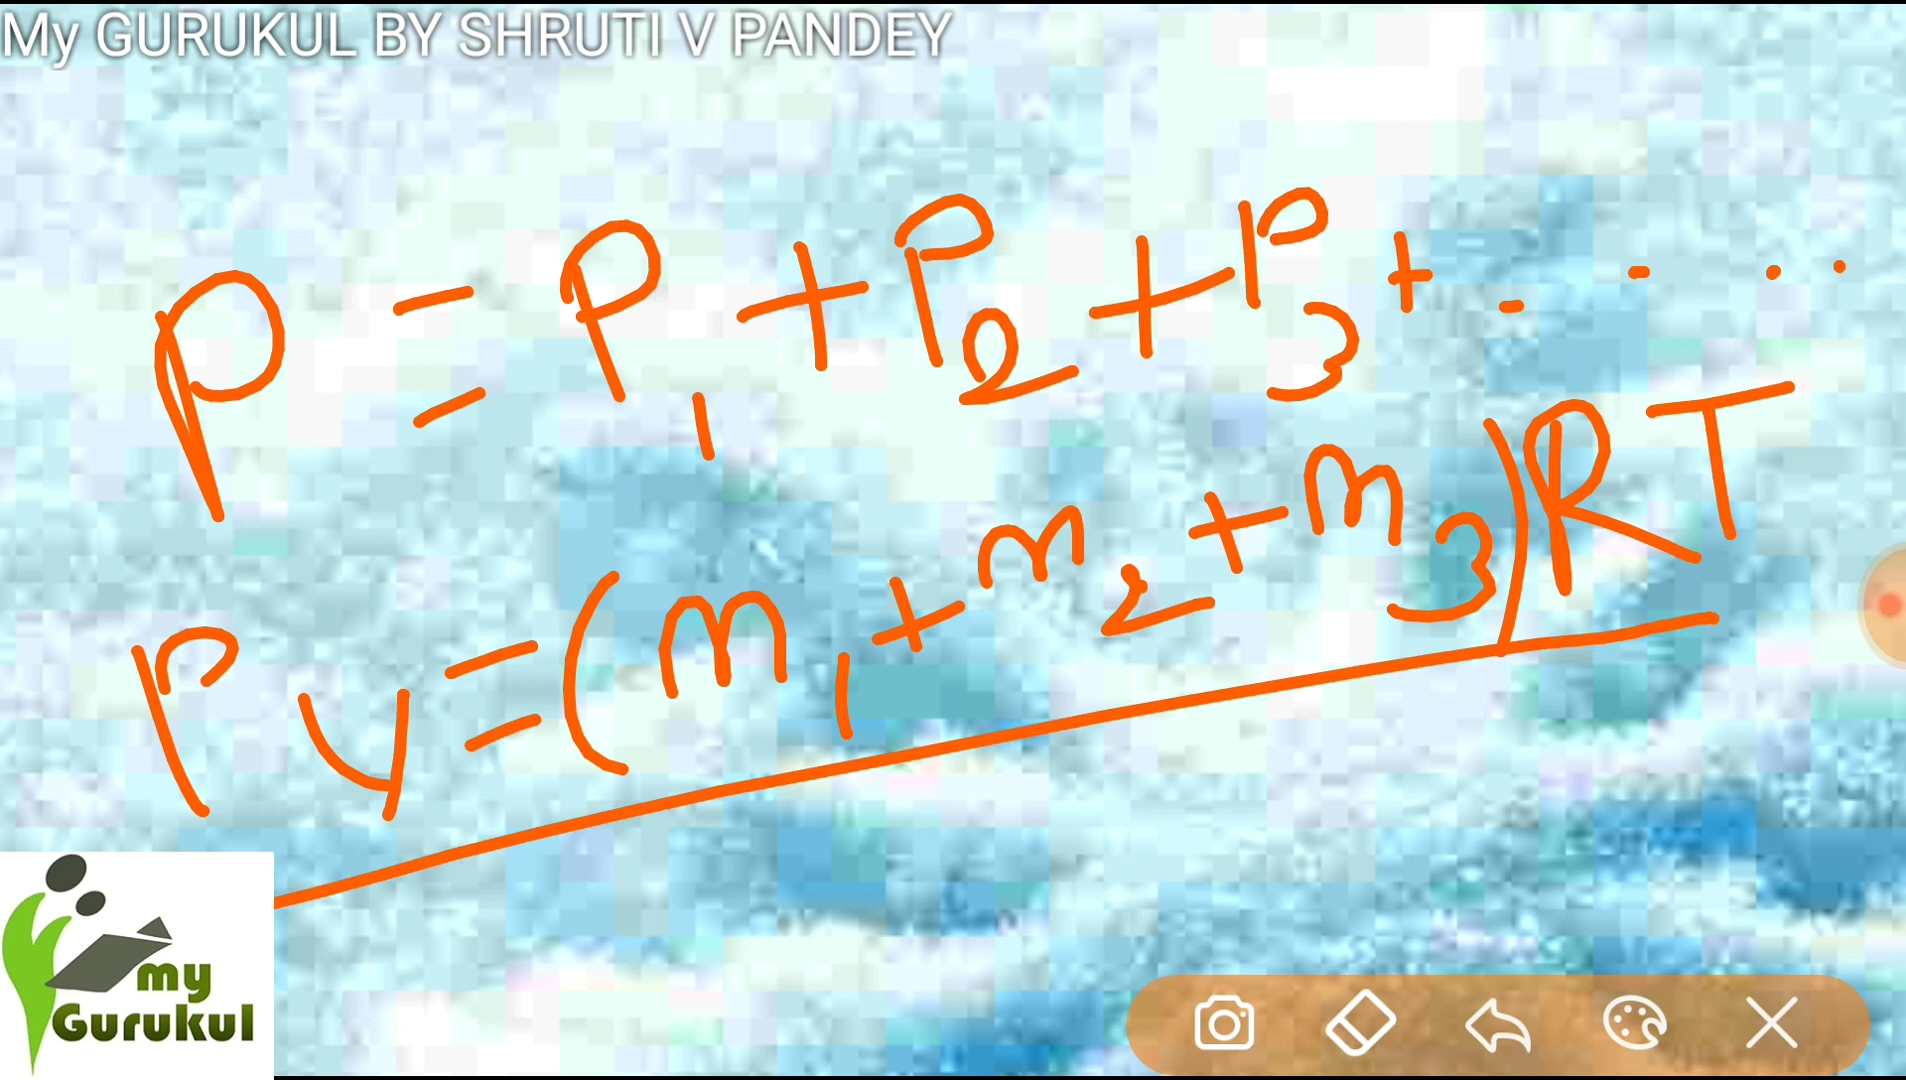 My GURUKUL BY SHRUTI V PANDEY
P = P₁ + P₂ + P₃ + - - . .
PV = (m₁ + m₂ + m₃) RT
my
Gurukul